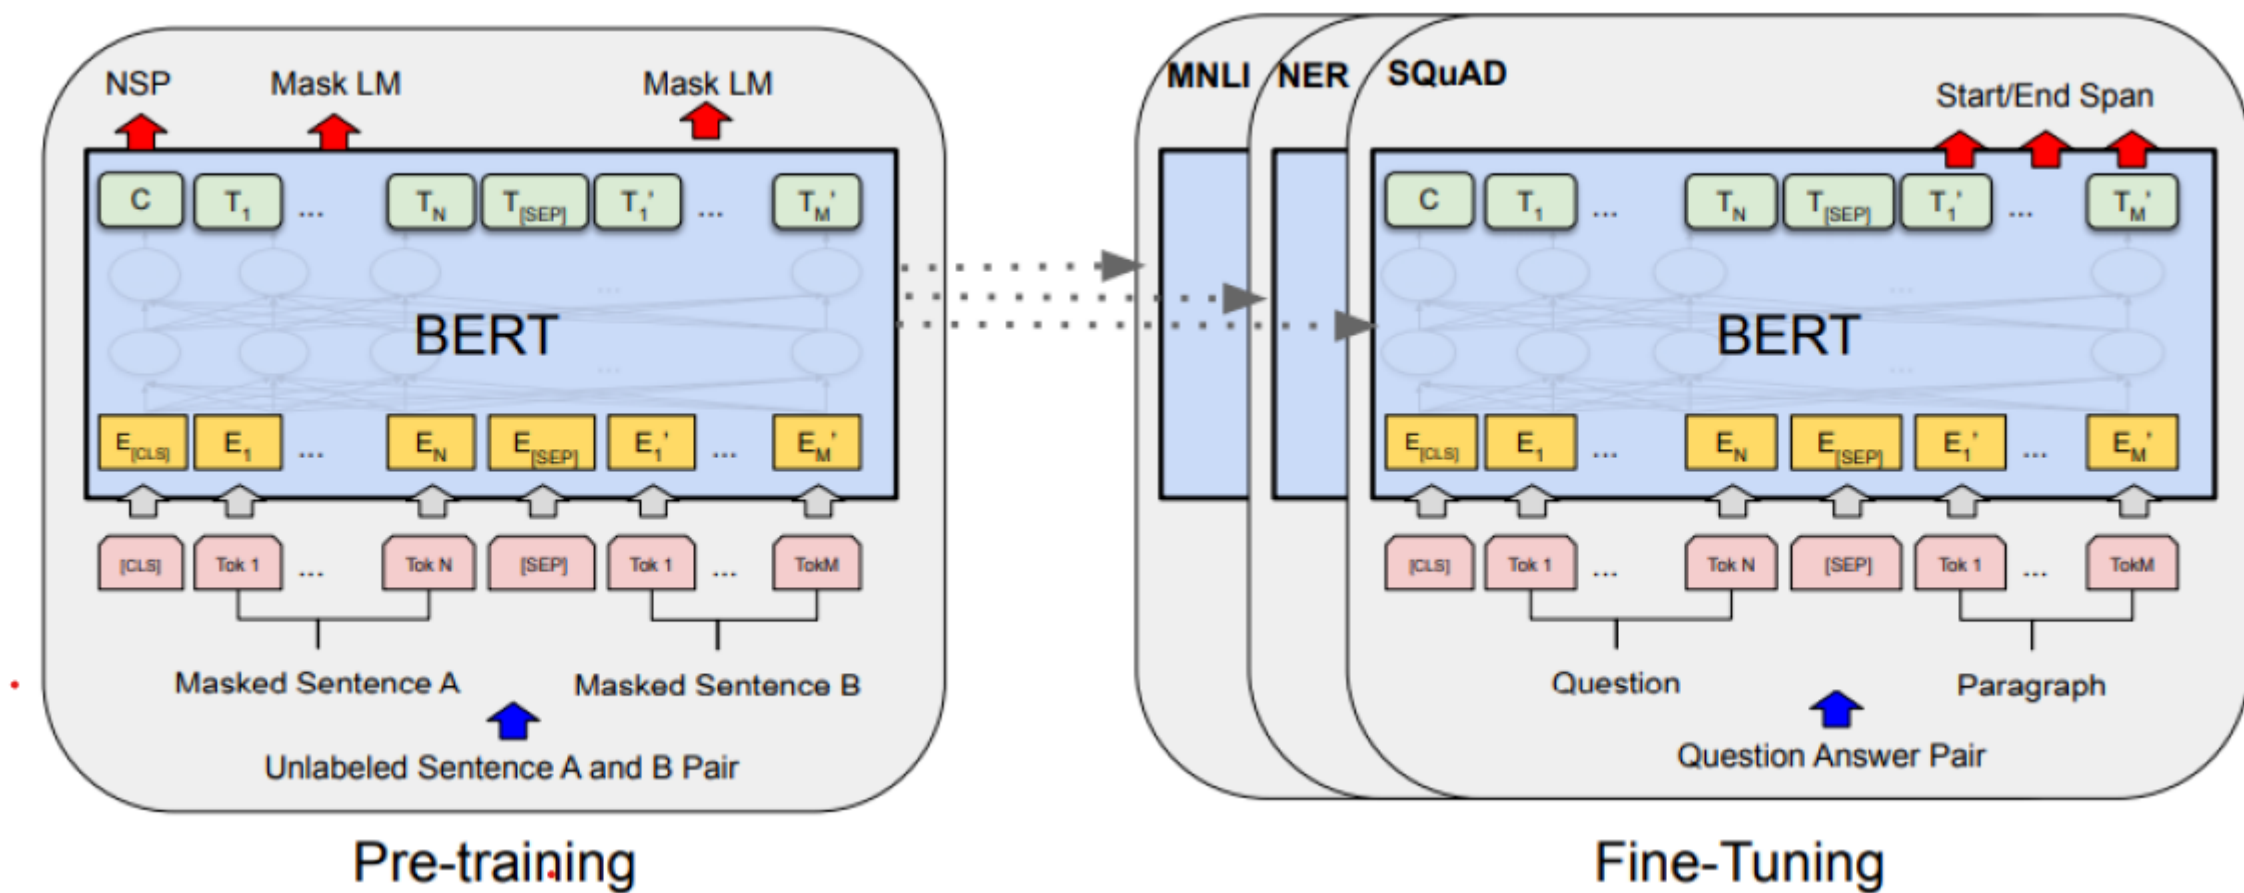 NSP Mask LM Mask LM
C T1 ... TN T[SEP] T1' ... TM'
...
BERT
...
E[CLS] E1 ... EN E[SEP] E1' ... EM'
[CLS] Tok 1 ... Tok N [SEP] Tok 1 ... TokM
Masked Sentence A Masked Sentence B
Unlabeled Sentence A and B Pair
Pre-training
MNLI NER SQuAD
Start/End Span
C T1 ... TN T[SEP] T1' ... TM'
...
BERT
...
E[CLS] E1 ... EN E[SEP] E1' ... EM'
[CLS] Tok 1 ... Tok N [SEP] Tok 1 ... TokM
Question Paragraph
Question Answer Pair
Fine-Tuning